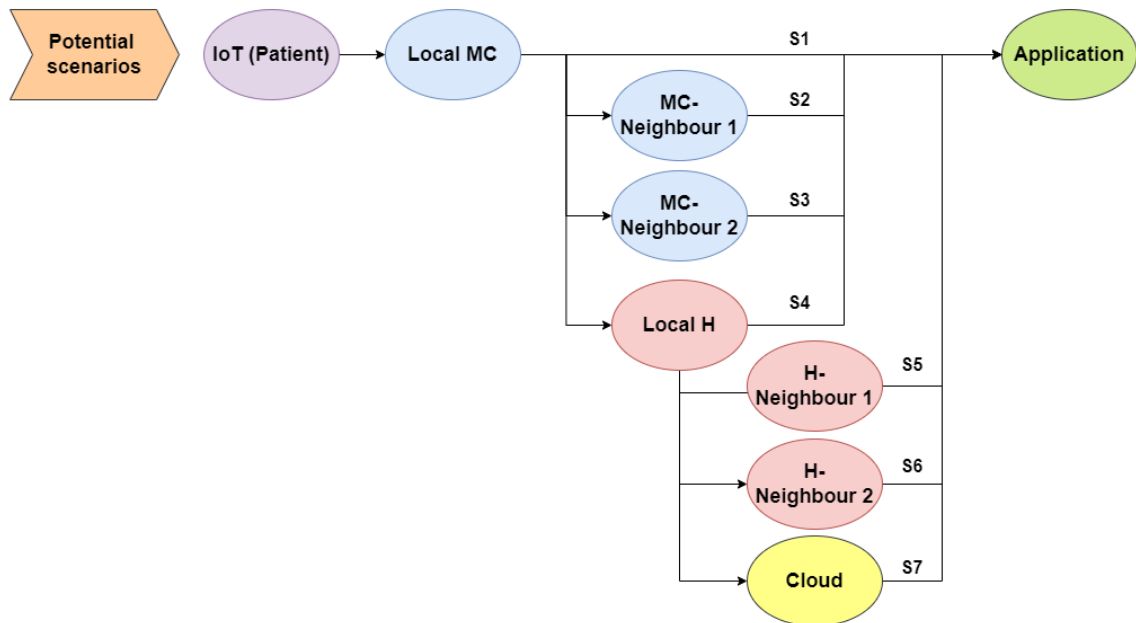 Potential
scenarios
IoT (Patient)
Local MC
S1
Application
MC-
Neighbour 1
S2
MC-
Neighbour 2
S3
Local H
S4
H-
Neighbour 1
S5
H-
Neighbour 2
S6
Cloud
S7